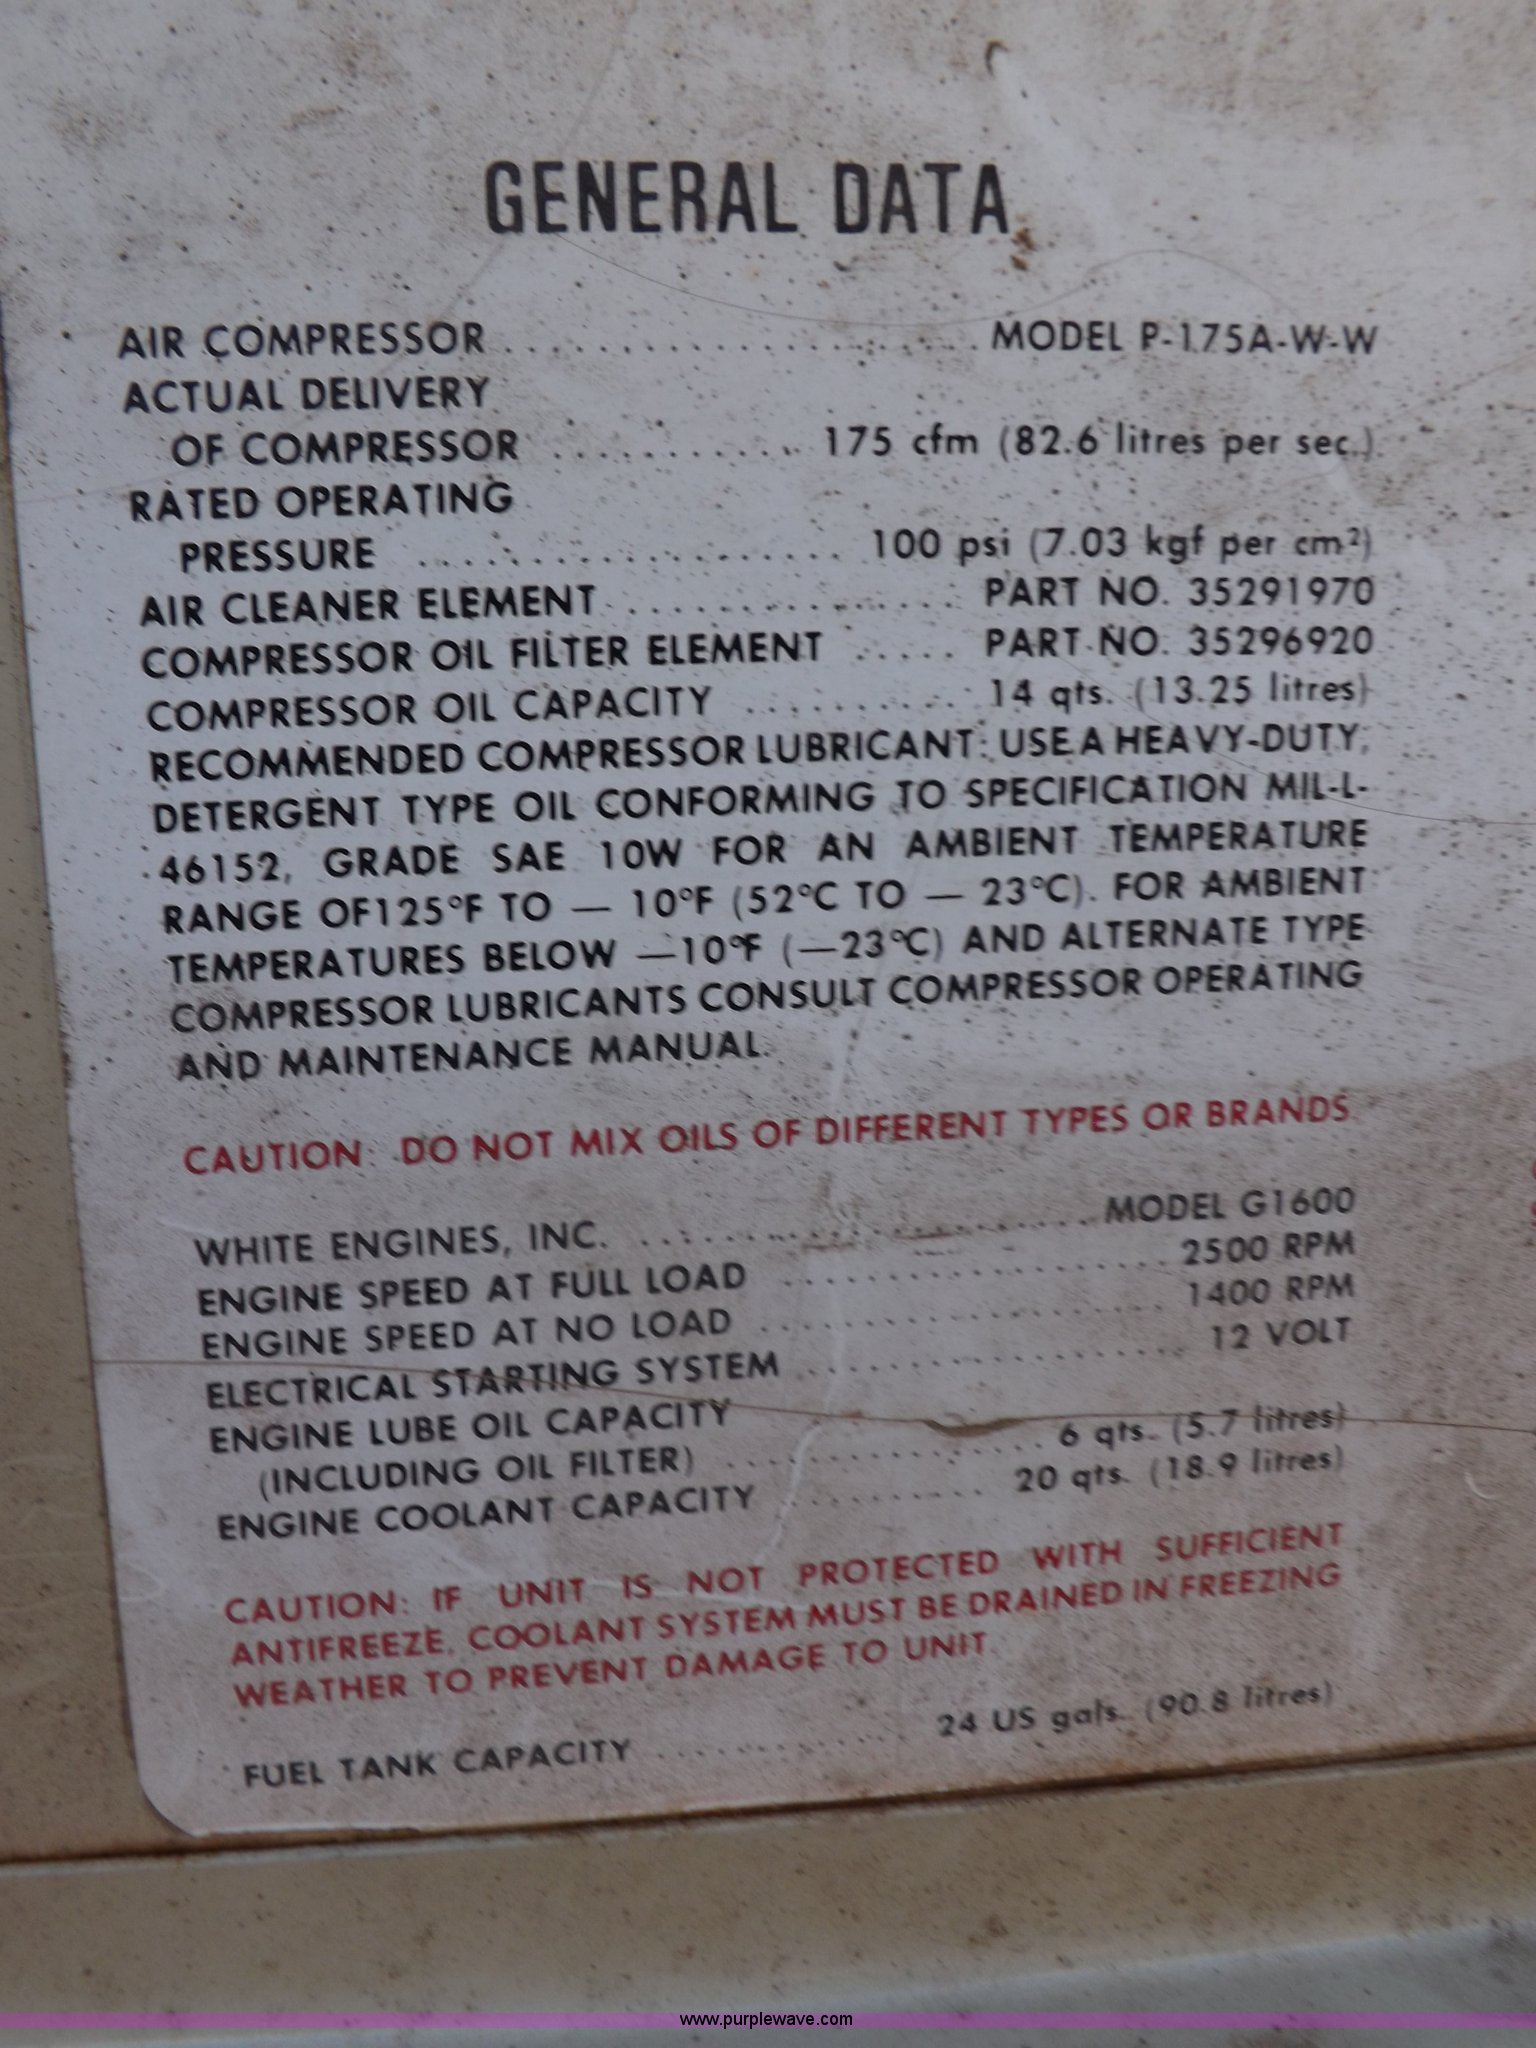 GENERAL DATA
AIR COMPRESSOR .................... MODEL P-175A-W-W
ACTUAL DELIVERY
OF COMPRESSOR ............ 175 cfm (82.6 litres per sec.)
RATED OPERATING
PRESSURE .................... 100 psi (7.03 kgf per cm²)
AIR CLEANER ELEMENT ............... PART NO. 35291970
COMPRESSOR OIL FILTER ELEMENT ..... PART NO. 35296920
COMPRESSOR OIL CAPACITY .......... 14 qts. (13.25 litres)
RECOMMENDED COMPRESSOR LUBRICANT: USE A HEAVY-DUTY,
DETERGENT TYPE OIL CONFORMING TO SPECIFICATION MIL-L-
46152, GRADE SAE 10W FOR AN AMBIENT TEMPERATURE
RANGE OF 125°F TO — 10°F (52°C TO — 23°C). FOR AMBIENT
TEMPERATURES BELOW —10°F (—23°C) AND ALTERNATE TYPE
COMPRESSOR LUBRICANTS CONSULT COMPRESSOR OPERATING
AND MAINTENANCE MANUAL.
CAUTION: DO NOT MIX OILS OF DIFFERENT TYPES OR BRANDS.
WHITE ENGINES, INC. ..................... MODEL G1600
ENGINE SPEED AT FULL LOAD .................. 2500 RPM
ENGINE SPEED AT NO LOAD ................... 1400 RPM
ELECTRICAL STARTING SYSTEM .................. 12 VOLT
ENGINE LUBE OIL CAPACITY
(INCLUDING OIL FILTER) ............... 6 qts. (5.7 litres)
ENGINE COOLANT CAPACITY .......... 20 qts. (18.9 litres)
CAUTION: IF UNIT IS NOT PROTECTED WITH SUFFICIENT
ANTIFREEZE, COOLANT SYSTEM MUST BE DRAINED IN FREEZING
WEATHER TO PREVENT DAMAGE TO UNIT.
FUEL TANK CAPACITY ............ 24 US gals. (90.8 litres)
www.purplewave.com